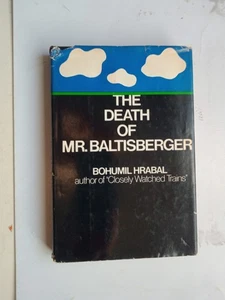 THE
DEATH
OF
MR. BALTISBERGER
BOHUMIL HRABAL
author of "Closely Watched Trains"